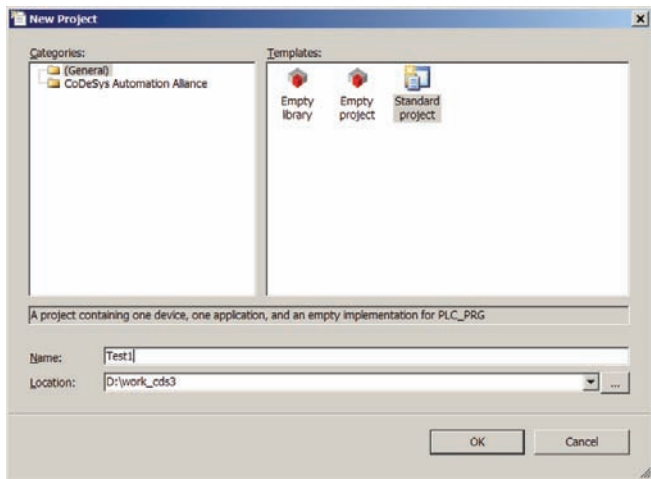 New Project
Categories:
(General)
CoDeSys Automation Alliance
Templates:
Empty library
Empty project
Standard project
A project containing one device, one application, and an empty implementation for PLC_PRG
Name:
Test1
Location:
D:\work_cds3
...
OK
Cancel